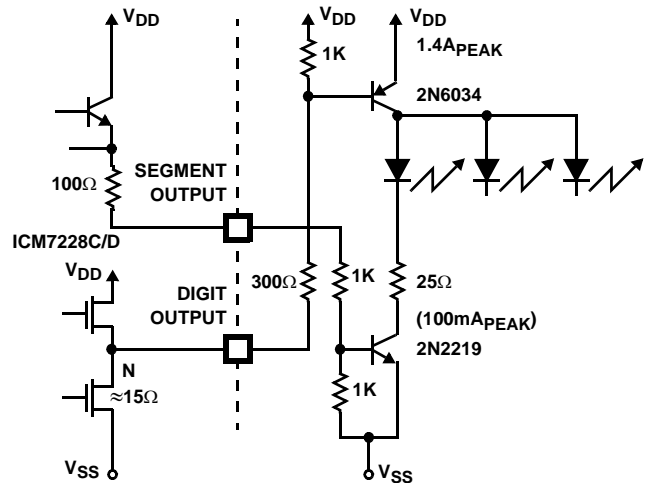 VDD
VDD
VDD
1K
1.4APEAK
2N6034
SEGMENT
OUTPUT
100Ω
ICM7228C/D
VDD
DIGIT
OUTPUT
300Ω
1K
25Ω
(100mAPEAK)
2N2219
N
≈15Ω
1K
VSS
VSS